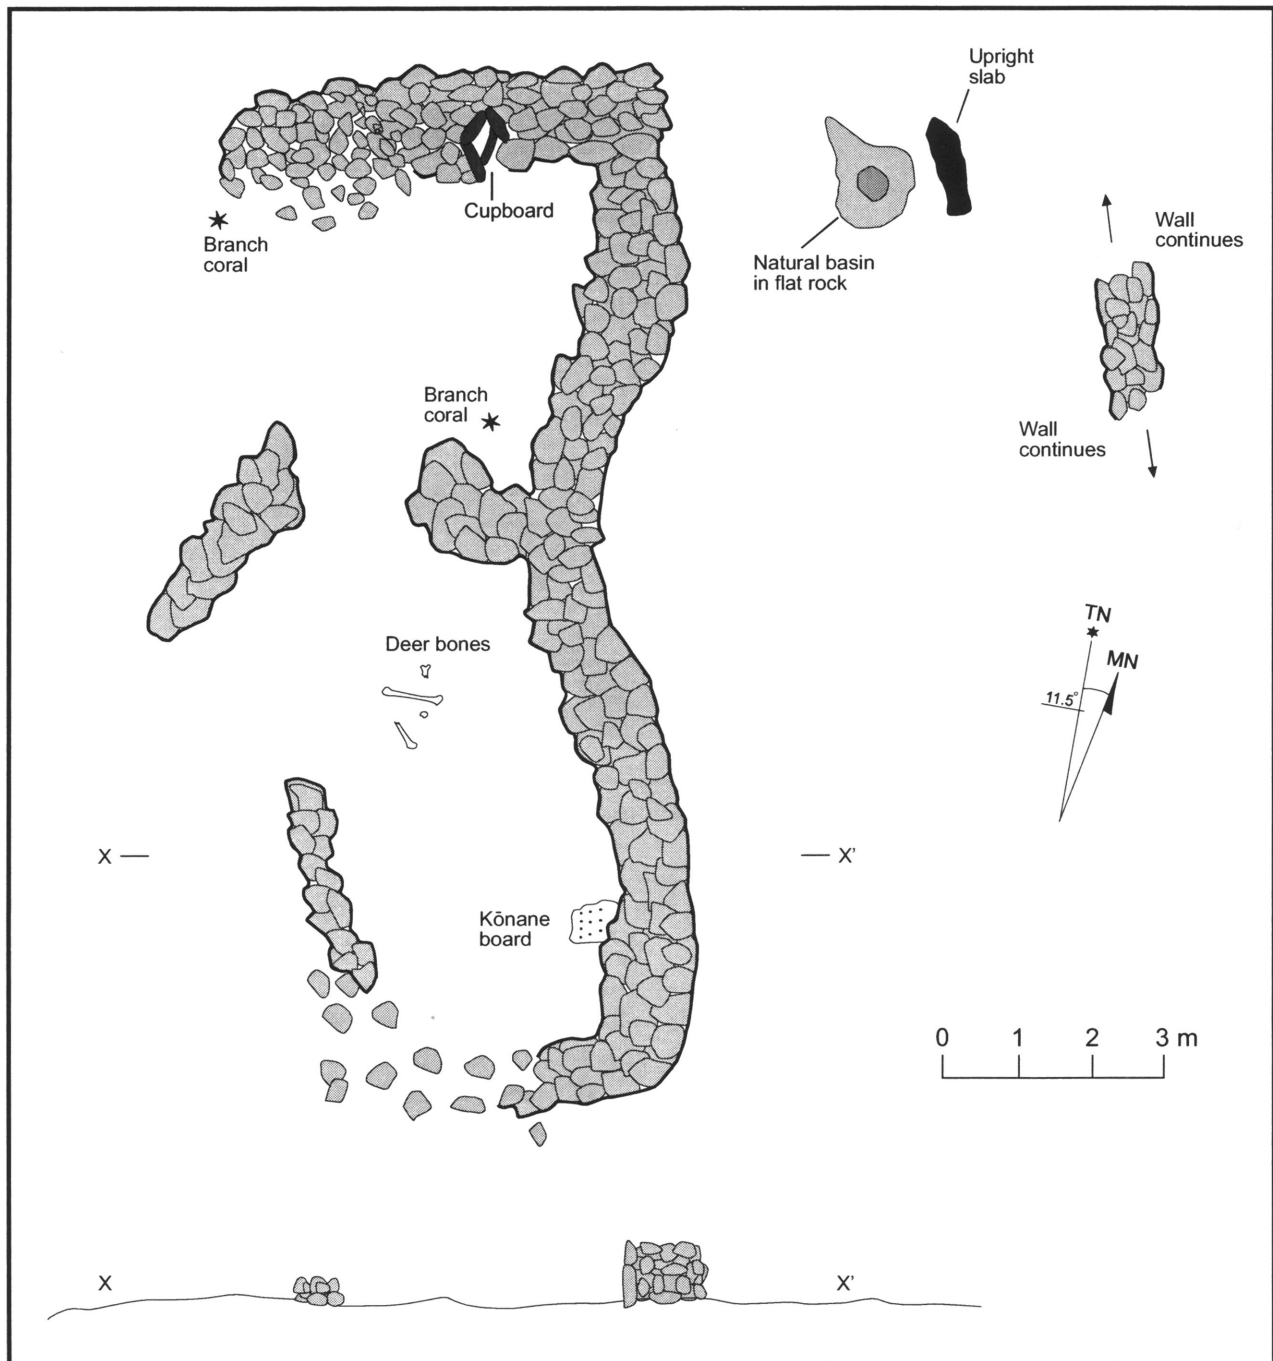 Upright
slab
Cupboard
Branch
coral
Natural basin
in flat rock
Wall
continues
Branch
coral
Wall
continues
TN
MN
11.5°
Deer bones
X
X'
Kōnane
board
0 1 2 3 m
X
X'